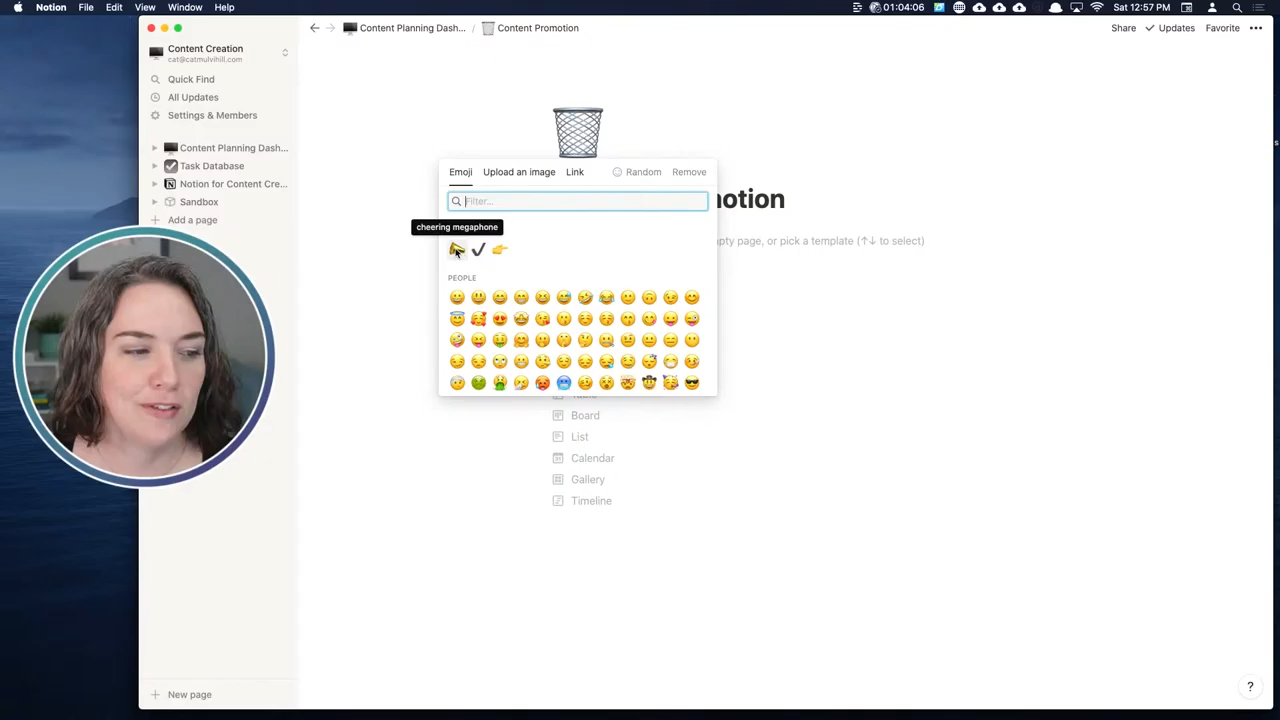 Notion File Edit View Window Help 01:04:06 Sat 12:57 PM
Content Creation
cat@catmulvihill.com
Quick Find
All Updates
Settings & Members
Content Planning Dash...
Task Database
Notion for Content Cre...
Sandbox
Add a page
New page
Content Planning Dash... / Content Promotion
Share Updates Favorite
Emoji Upload an image Link Random Remove
Filter...
cheering megaphone
PEOPLE
otion
pty page, or pick a template (↑↓ to select)
Board
List
Calendar
Gallery
Timeline
?